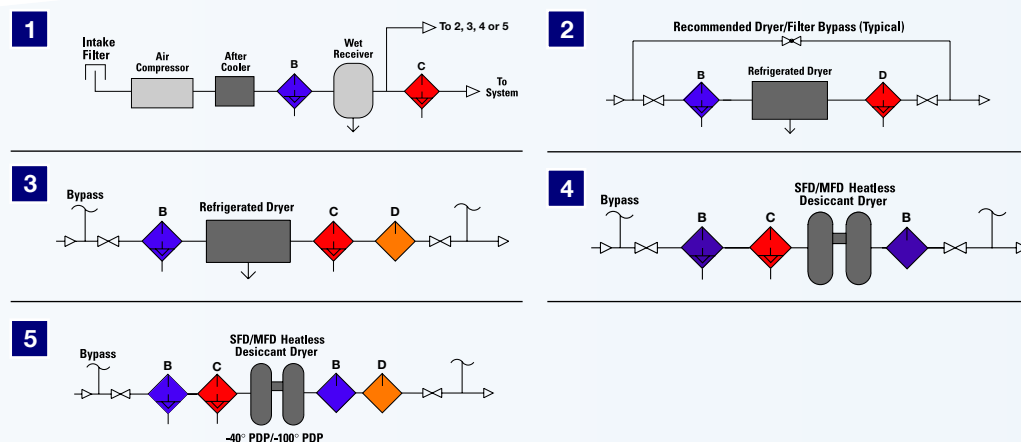 1
Intake
Filter
Air
Compressor
After
Cooler
B
Wet
Receiver
To 2, 3, 4 or 5
C
To
System
2
Recommended Dryer/Filter Bypass (Typical)
B
Refrigerated Dryer
D
3
Bypass
B
Refrigerated Dryer
C
D
4
Bypass
B
C
SFD/MFD Heatless
Desiccant Dryer
B
5
Bypass
B
C
SFD/MFD Heatless
Desiccant Dryer
B
D
-40° PDP/-100° PDP